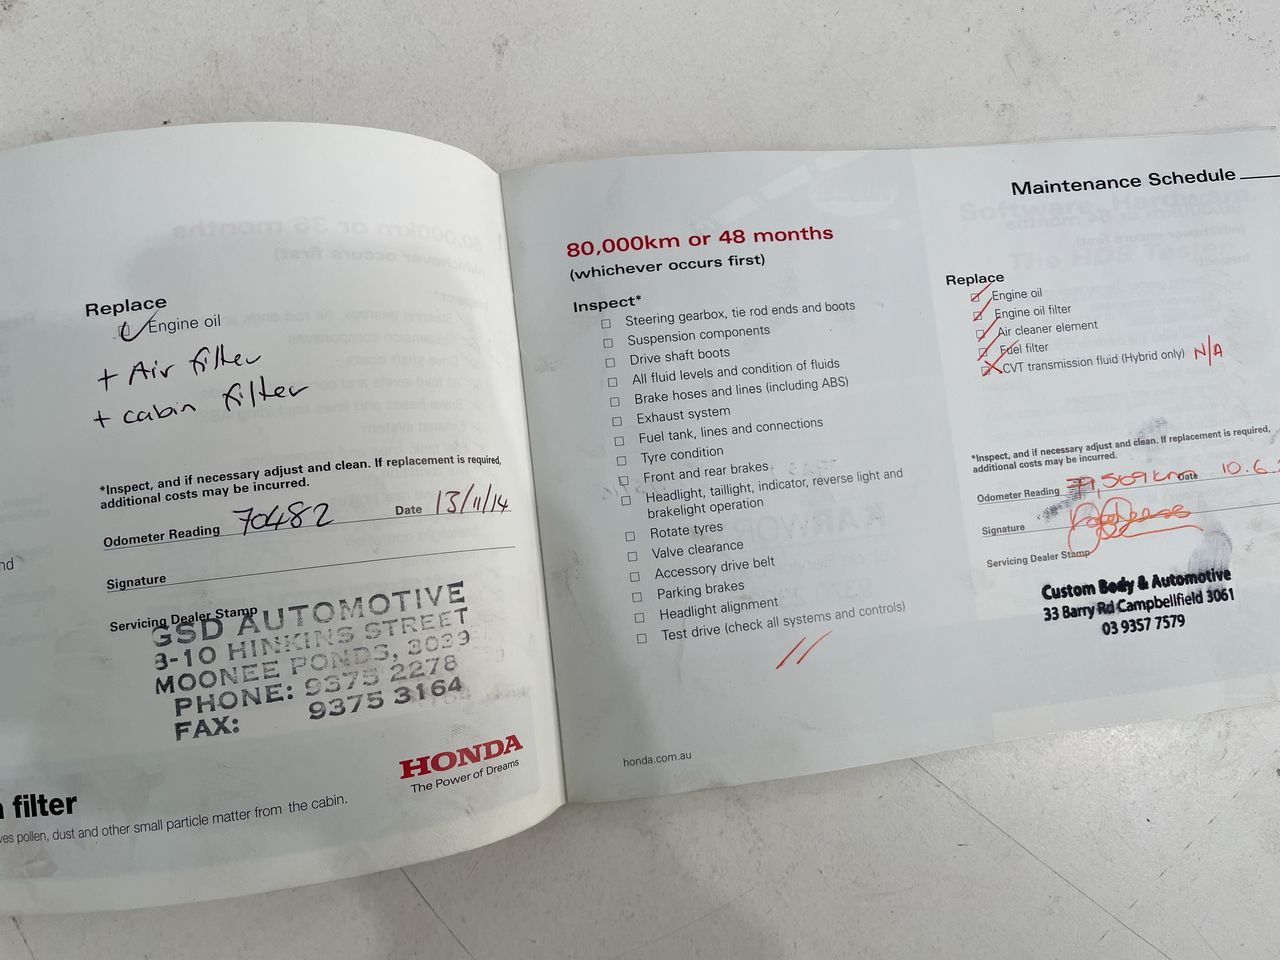 Replace
Engine oil
+ Air filter
+ cabin filter
*Inspect, and if necessary adjust and clean. If replacement is required,
additional costs may be incurred.
Odometer Reading 70482 Date 13/11/14
Signature
Servicing Dealer Stamp
GSD AUTOMOTIVE
8-10 HINKINS STREET
MOONEE PONDS, 3039
PHONE: 9375 2278
FAX: 9375 3164
HONDA
The Power of Dreams
filter
pollen, dust and other small particle matter from the cabin.
80,000km or 48 months
(whichever occurs first)
Inspect*
Steering gearbox, tie rod ends and boots
Suspension components
Drive shaft boots
All fluid levels and condition of fluids
Brake hoses and lines (including ABS)
Exhaust system
Fuel tank, lines and connections
Tyre condition
Front and rear brakes
Headlight, taillight, indicator, reverse light and
brakelight operation
Rotate tyres
Valve clearance
Accessory drive belt
Parking brakes
Headlight alignment
Test drive (check all systems and controls)
honda.com.au
Maintenance Schedule
Replace
Engine oil
Engine oil filter
Air cleaner element
Fuel filter
CVT transmission fluid (Hybrid only) N/A
*Inspect, and if necessary adjust and clean. If replacement is required,
additional costs may be incurred.
Odometer Reading 79,569km Date 10.6.
Signature
Servicing Dealer Stamp
Custom Body & Automotive
33 Barry Rd Campbellfield 3061
03 9357 7579